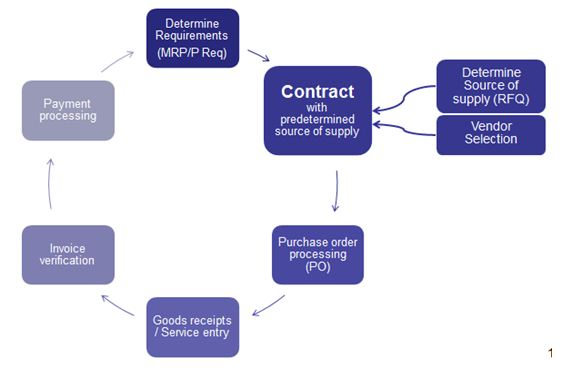 Determine
Requirements
(MRP/P Req)
Contract
with
predetermined
source of supply
Determine
Source of
supply (RFQ)
Vendor
Selection
Purchase order
processing
(PO)
Goods receipts
/ Service entry
Invoice
verification
Payment
processing
1